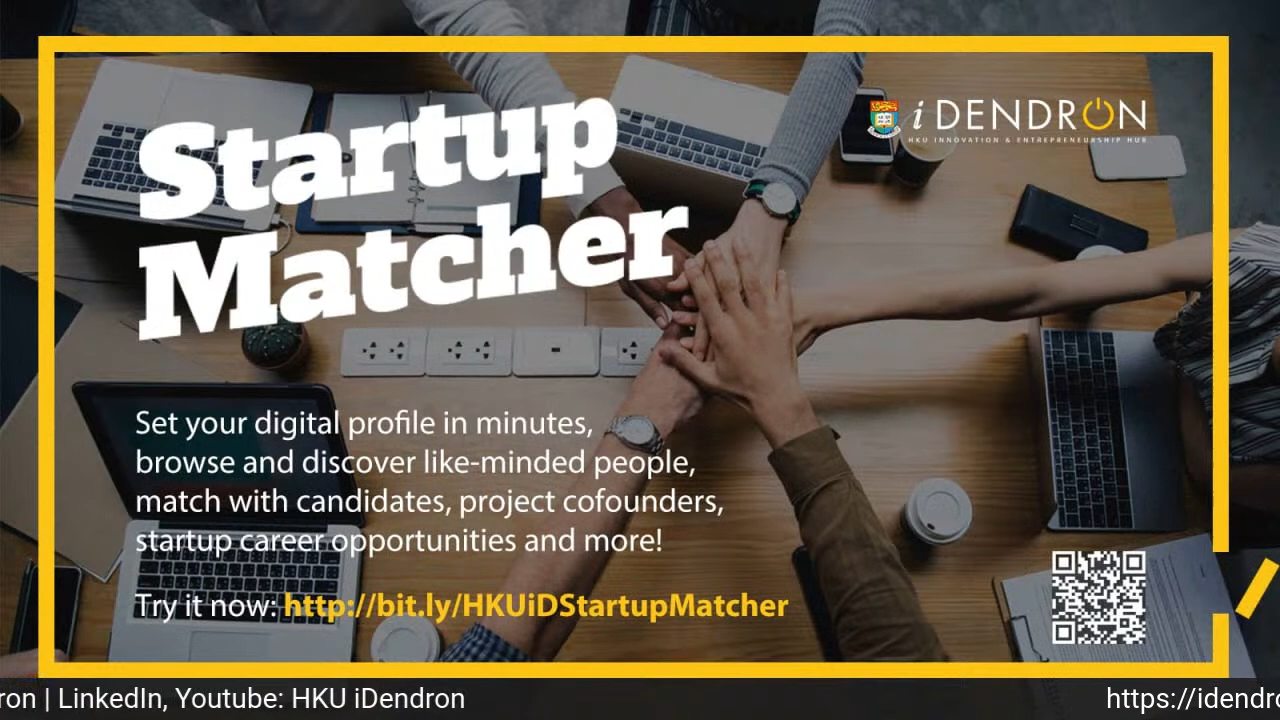 Startup
Matcher
iDENDRON
HKU INNOVATION & ENTREPRENEURSHIP HUB
Set your digital profile in minutes,
browse and discover like-minded people,
match with candidates, project cofounders,
startup career opportunities and more!
Try it now: http://bit.ly/HKUiDStartupMatcher
ron | LinkedIn, Youtube: HKU iDendron
https://idendro